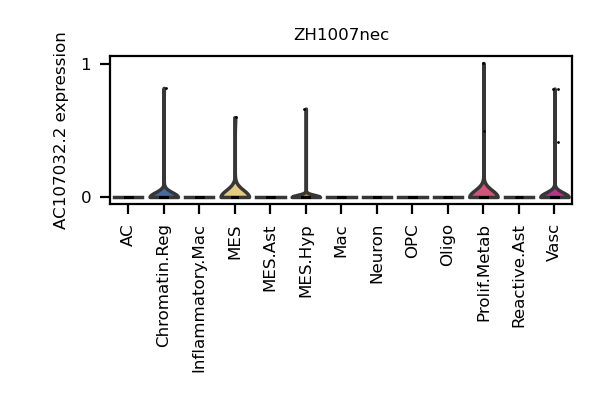 ZH1007nec
AC107032.2 expression
1
0
AC
Chromatin.Reg
Inflammatory.Mac
MES
MES.Ast
MES.Hyp
Mac
Neuron
OPC
Oligo
Prolif.Metab
Reactive.Ast
Vasc